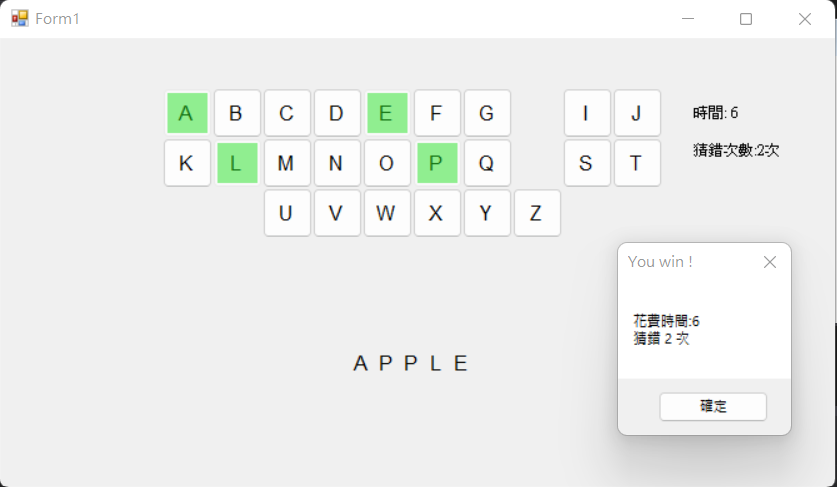 Form1
A B C D E F G I J
時間: 6
K L M N O P Q S T
猜錯次數:2次
U V W X Y Z
A P P L E
You win !
花費時間:6
猜錯 2 次
確定